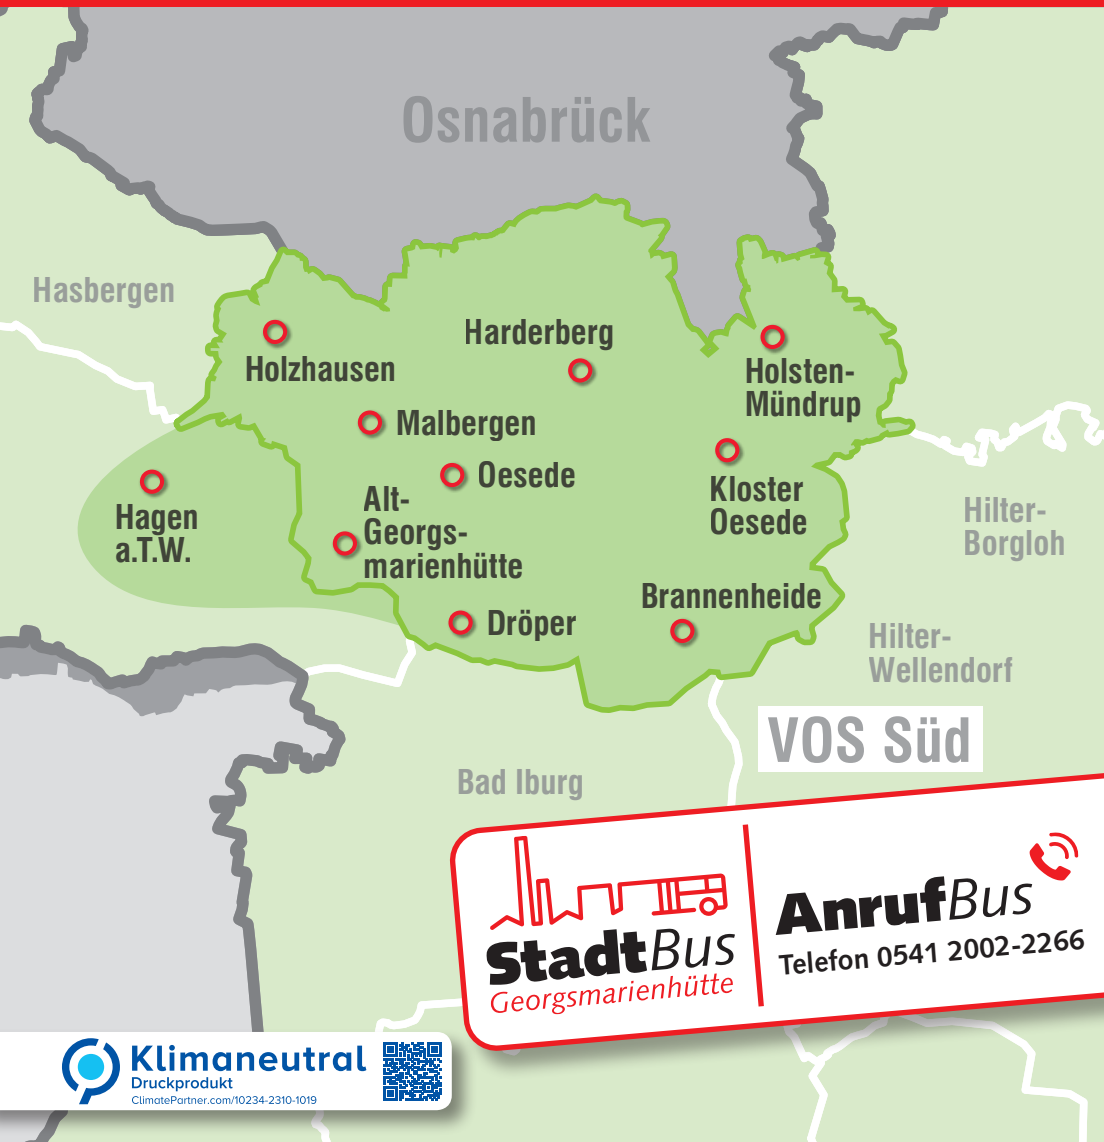 Osnabrück
Hasbergen
Harderberg
Holzhausen
Holsten-
Mündrup
Malbergen
Oesede
Kloster
Oesede
Alt-
Georgs-
marienhütte
Hagen
a.T.W.
Hilter-
Borgloh
Brannenheide
Dröper
Hilter-
Wellendorf
VOS Süd
Bad Iburg
StadtBus
Georgsmarienhütte
AnrufBus
Telefon 0541 2002-2266
Klimaneutral
Druckprodukt
ClimatePartner.com/10234-2310-1019